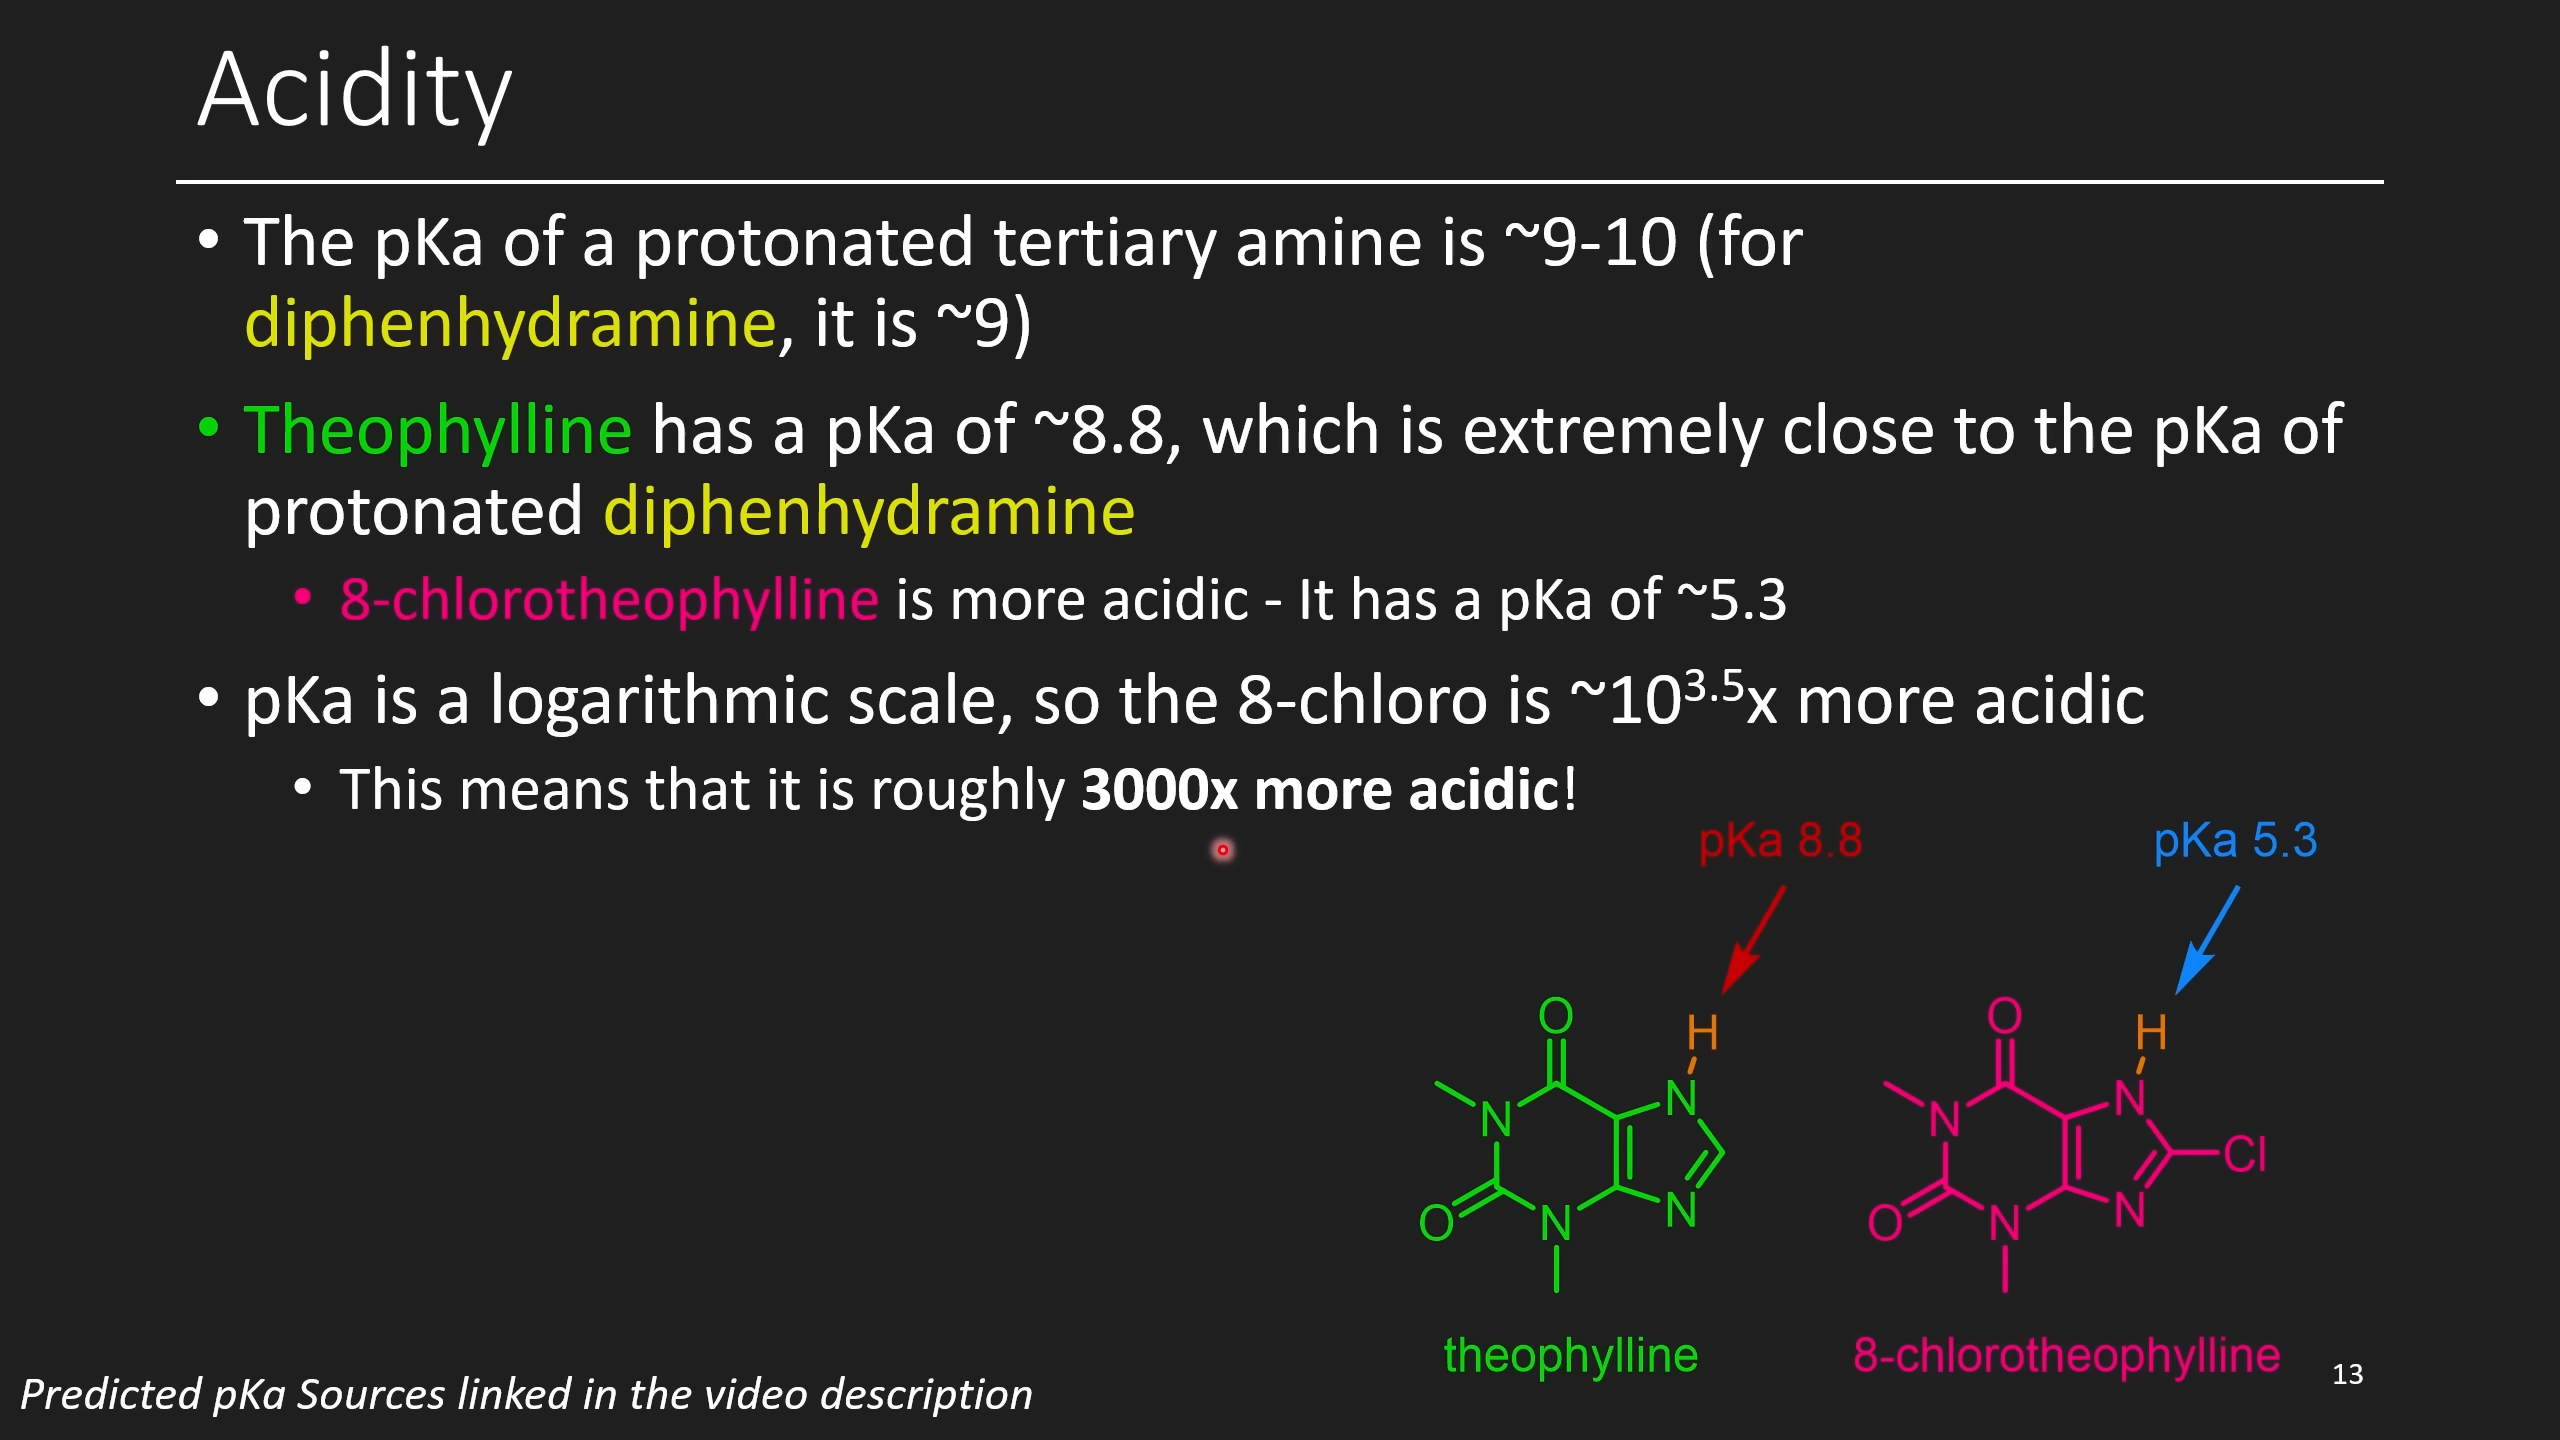 Acidity
• The pKa of a protonated tertiary amine is ~9-10 (for
diphenhydramine, it is ~9)
• Theophylline has a pKa of ~8.8, which is extremely close to the pKa of
protonated diphenhydramine
• 8-chlorotheophylline is more acidic - It has a pKa of ~5.3
• pKa is a logarithmic scale, so the 8-chloro is ~10³·⁵x more acidic
• This means that it is roughly 3000x more acidic!
pKa 8.8
pKa 5.3
O
H
N
N
O
N
N
theophylline
O
H
N
N
Cl
O
N
N
8-chlorotheophylline
13
Predicted pKa Sources linked in the video description